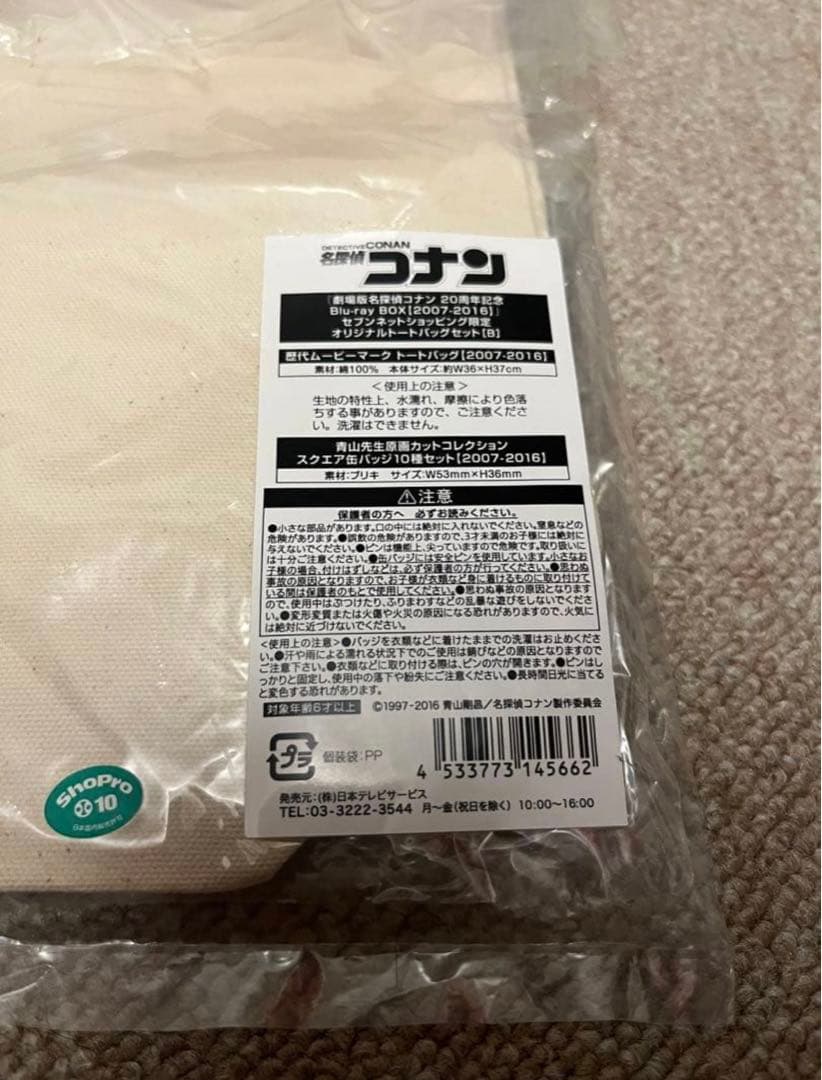 DETECTIVE CONAN
名探偵コナン
「劇場版名探偵コナン 20周年記念
Blu-ray BOX【2007-2016】」
セブンネットショッピング限定
オリジナルトートバッグセット【B】
歴代ムービーマーク トートバッグ【2007-2016】
素材:綿100% 本体サイズ:約W36×H37cm
<使用上の注意>
生地の特性上、水濡れ、摩擦により色落
ちする事がありますので、ご注意くださ
い。洗濯はできません。
青山先生原画カットコレクション
スクエア缶バッジ10種セット【2007-2016】
素材:ブリキ サイズ:W53mm×H36mm
⚠注意
保護者の方へ 必ずお読みください。
●小さな部品があります。口の中には絶対に入れないでください。窒息などの
危険があります。●誤飲の危険がありますので、3才未満のお子様には絶対に
与えないでください。●ピンは機能上、尖っていますので危険です。取り扱いに
は十分ご注意ください。●缶バッジには安全ピンを使用しています。小さなお
子様の場合、付けはずしなどは、必ず保護者の方が行ってください。●思わぬ
事故の原因となりますので、お子様が衣類など身に着けるものに取り付けて
いる間は保護者のもとで使用してください。●思わぬ事故の原因となります
ので、使用中はぶつけたり、ふりまわすなどの乱暴な遊びをしないでくださ
い。●変形変質または火傷や火災の原因になる恐れがありますので、火気に
は絶対に近づけないでください。
<使用上の注意>●バッジを衣類などに着けたままでの洗濯はお止めくださ
い。●汗や雨による濡れる状況下でのご使用は錆びなどの原因となりますので
ご注意下さい。●衣類などに取り付ける際は、ピンの穴が開きます。●ピンはし
っかりと固定し、使用中の落下や紛失にご注意ください。●長時間日光に当てる
と変色する恐れがあります。
対象年齢6才以上 ©1997-2016 青山剛昌/名探偵コナン製作委員会
プラ 個装袋:PP
4 533773 145662
発売元:(株)日本テレビサービス
TEL:03-3222-3544 月~金(祝日を除く) 10:00~16:00
ShoPro
10
日本国内販売許可